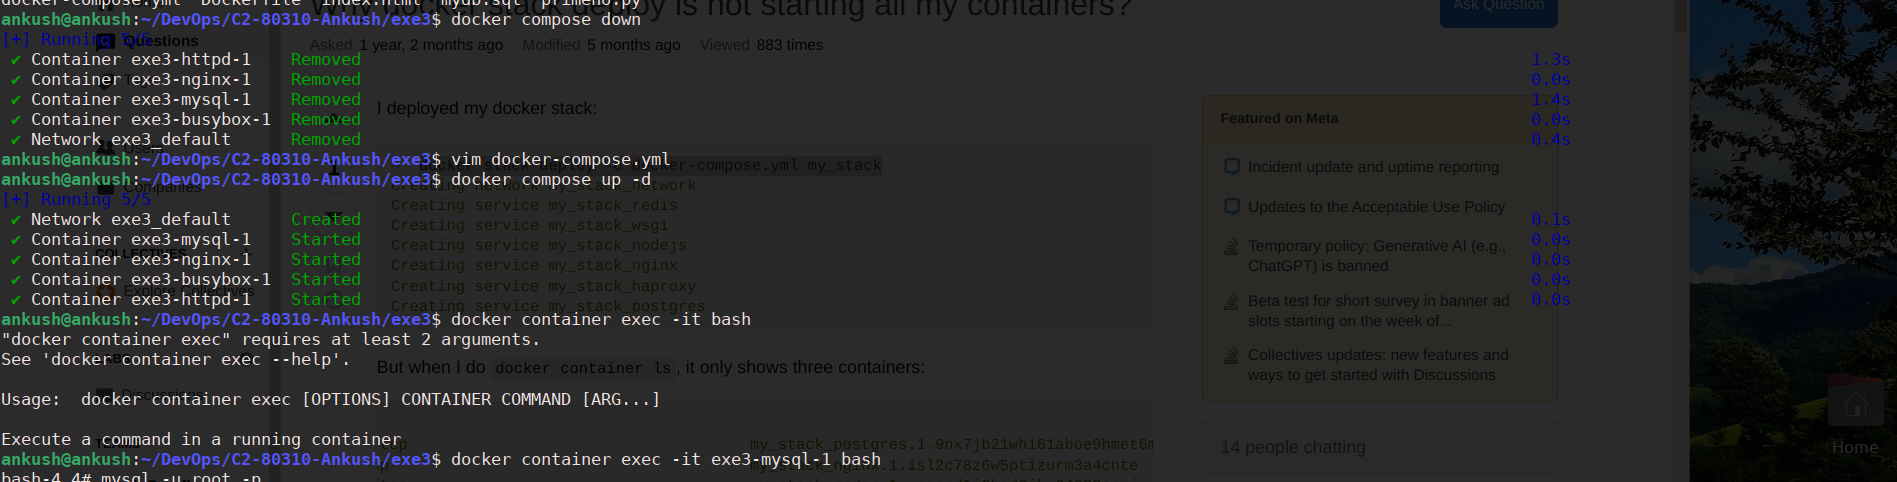 docker-compose.yml Dockerfile index.html mydb.sql primeno.py
ankush@ankush:~/DevOps/C2-80310-Ankush/exe3$ docker compose down
[+] Running 5/5
✔ Container exe3-httpd-1 Removed 1.3s
✔ Container exe3-nginx-1 Removed 0.0s
✔ Container exe3-mysql-1 Removed 1.4s
✔ Container exe3-busybox-1 Removed 0.0s
✔ Network exe3_default Removed 0.4s
ankush@ankush:~/DevOps/C2-80310-Ankush/exe3$ vim docker-compose.yml
ankush@ankush:~/DevOps/C2-80310-Ankush/exe3$ docker compose up -d
[+] Running 5/5
✔ Network exe3_default Created 0.1s
✔ Container exe3-mysql-1 Started 0.0s
✔ Container exe3-nginx-1 Started 0.0s
✔ Container exe3-busybox-1 Started 0.0s
✔ Container exe3-httpd-1 Started 0.0s
ankush@ankush:~/DevOps/C2-80310-Ankush/exe3$ docker container exec -it bash
"docker container exec" requires at least 2 arguments.
See 'docker container exec --help'.
Usage:  docker container exec [OPTIONS] CONTAINER COMMAND [ARG...]
Execute a command in a running container
ankush@ankush:~/DevOps/C2-80310-Ankush/exe3$ docker container exec -it exe3-mysql-1 bash
bash-4.4# mysql -u root -p
docker stack deploy is not starting all my containers?
Ask Question
Asked 1 year, 2 months ago Modified 5 months ago Viewed 883 times
Questions
Users
Companies
COLLECTIVES
Explore Collectives
Discussions
I deployed my docker stack:
docker-compose.yml my_stack
Creating network my_stack_network
Creating service my_stack_redis
Creating service my_stack_wsgi
Creating service my_stack_nodejs
Creating service my_stack_nginx
Creating service my_stack_haproxy
Creating service my_stack_postgres
But when I do docker container ls, it only shows three containers:
my_stack_postgres.1.9nx7jb21whi61aboe9hmet6m
my_stack_nginx.1.isl2c78z6w5ptizurm3a4cnte
Featured on Meta
Incident update and uptime reporting
Updates to the Acceptable Use Policy
Temporary policy: Generative AI (e.g.,
ChatGPT) is banned
Beta test for short survey in banner ad
slots starting on the week of...
Collectives updates: new features and
ways to get started with Discussions
14 people chatting
Home